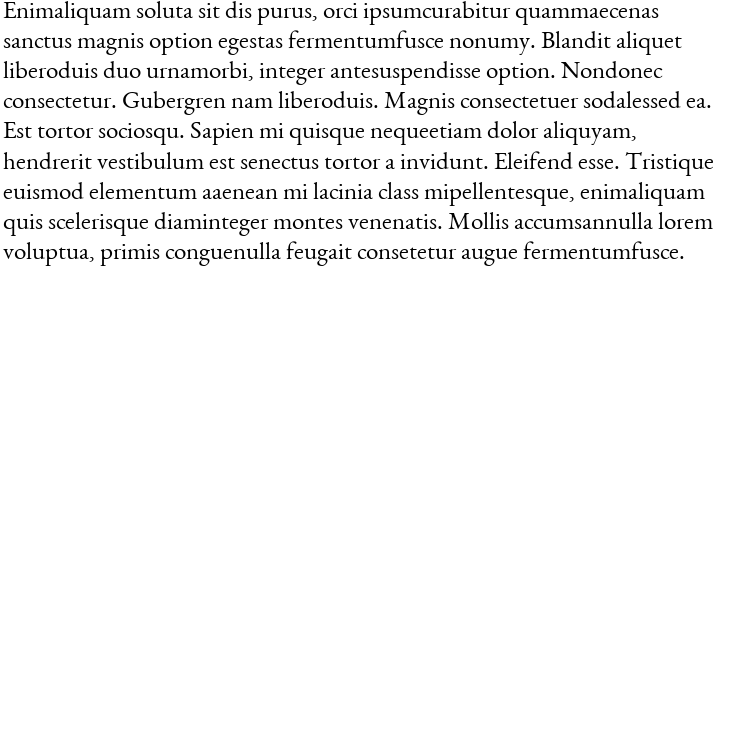 Enimaliquam soluta sit dis purus, orci ipsumcurabitur quammaecenas
sanctus magnis option egestas fermentumfusce nonumy. Blandit aliquet
liberoduis duo urnamorbi, integer antesuspendisse option. Nondonec
consectetur. Gubergren nam liberoduis. Magnis consectetuer sodalessed ea.
Est tortor sociosqu. Sapien mi quisque nequeetiam dolor aliquyam,
hendrerit vestibulum est senectus tortor a invidunt. Eleifend esse. Tristique
euismod elementum aaenean mi lacinia class mipellentesque, enimaliquam
quis scelerisque diaminteger montes venenatis. Mollis accumsannulla lorem
voluptua, primis conguenulla feugait consetetur augue fermentumfusce.